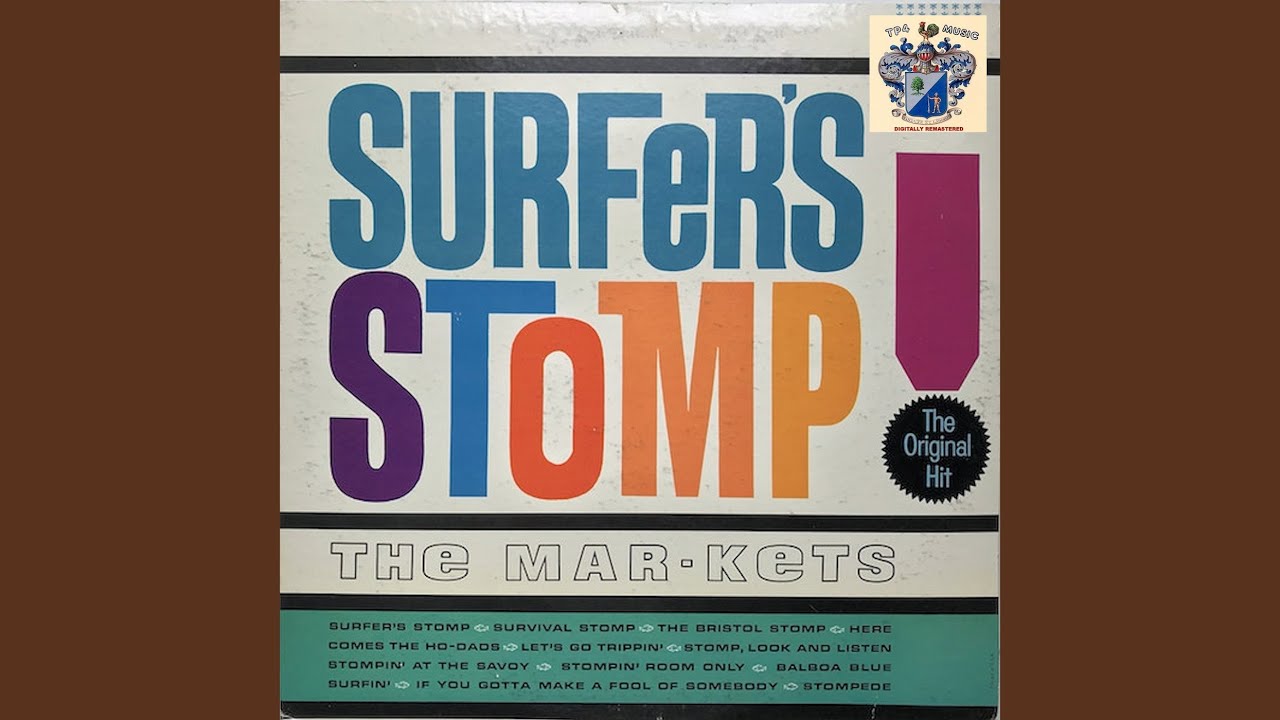 TP4 MUSIC
DIGITALLY REMASTERED
SURFeR'S
STOMP!
The
Original
Hit
THe MAR-KeTS
SURFER'S STOMP SURVIVAL STOMP THE BRISTOL STOMP HERE
COMES THE HO-DADS LET'S GO TRIPPIN' STOMP, LOOK AND LISTEN
STOMPIN' AT THE SAVOY STOMPIN' ROOM ONLY BALBOA BLUE
SURFIN' IF YOU GOTTA MAKE A FOOL OF SOMEBODY STOMPEDE